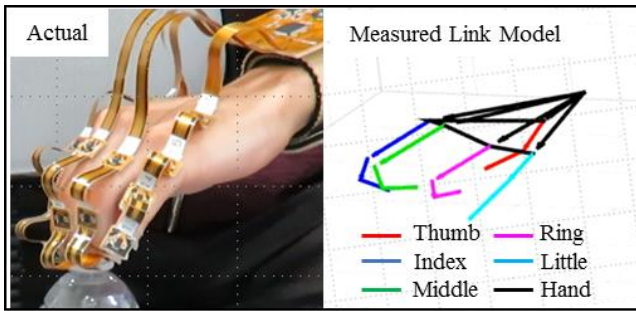 Actual
Measured Link Model
Thumb
Ring
Index
Little
Middle
Hand